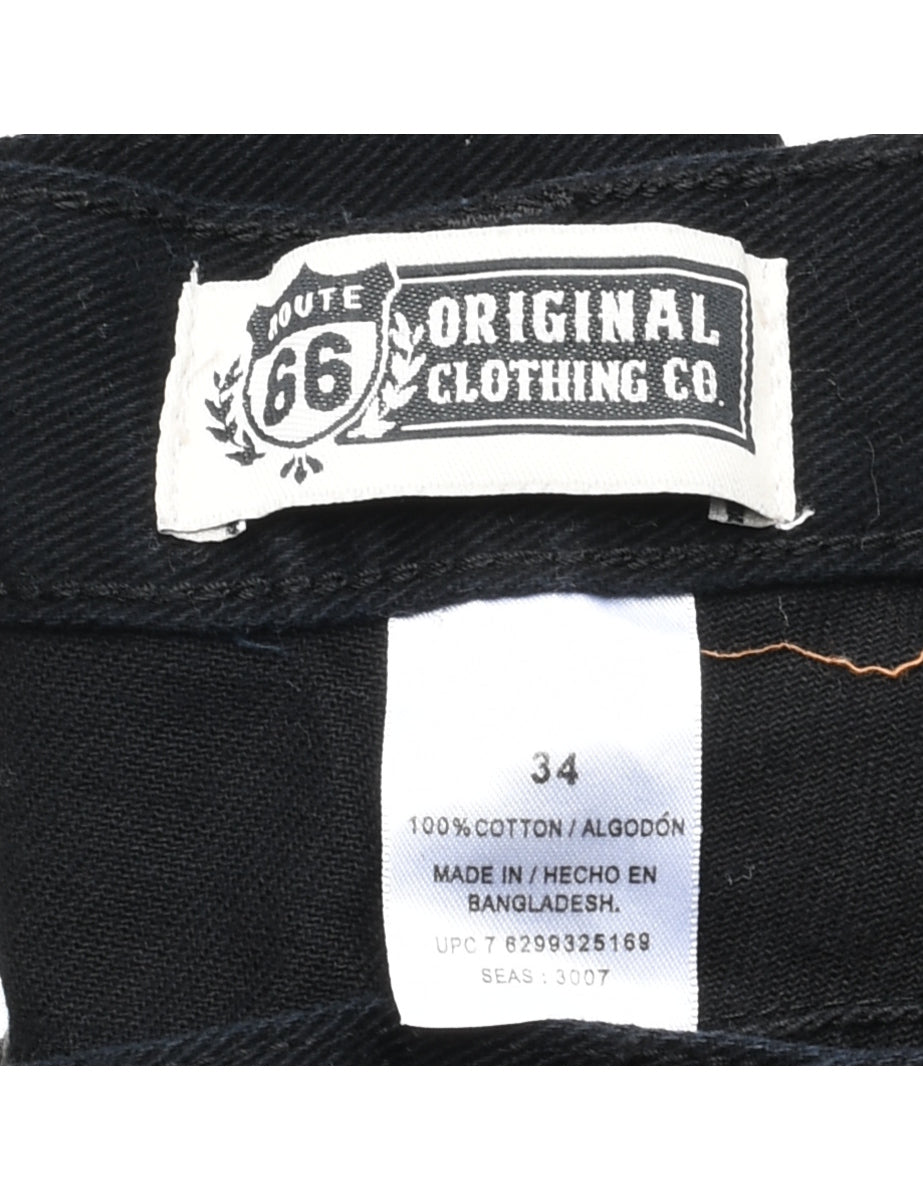 ROUTE
66
ORIGINAL
CLOTHING CO.
34
100% COTTON / ALGODÓN
MADE IN / HECHO EN
BANGLADESH.
UPC 7 6299325169
SEAS : 3007